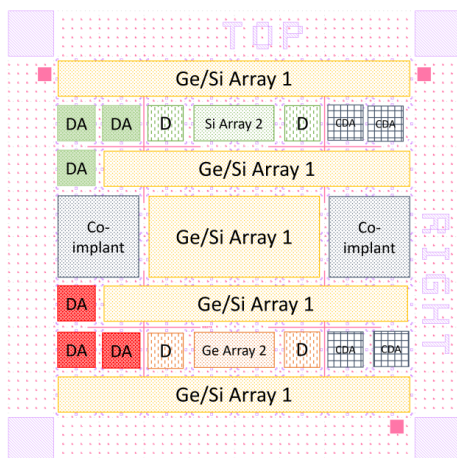 TOP
Ge/Si Array 1
DA DA D Si Array 2 D CDA CDA
DA Ge/Si Array 1
Co-
implant
Ge/Si Array 1
Co-
implant
RIGHT
DA Ge/Si Array 1
DA DA D Ge Array 2 D CDA CDA
Ge/Si Array 1